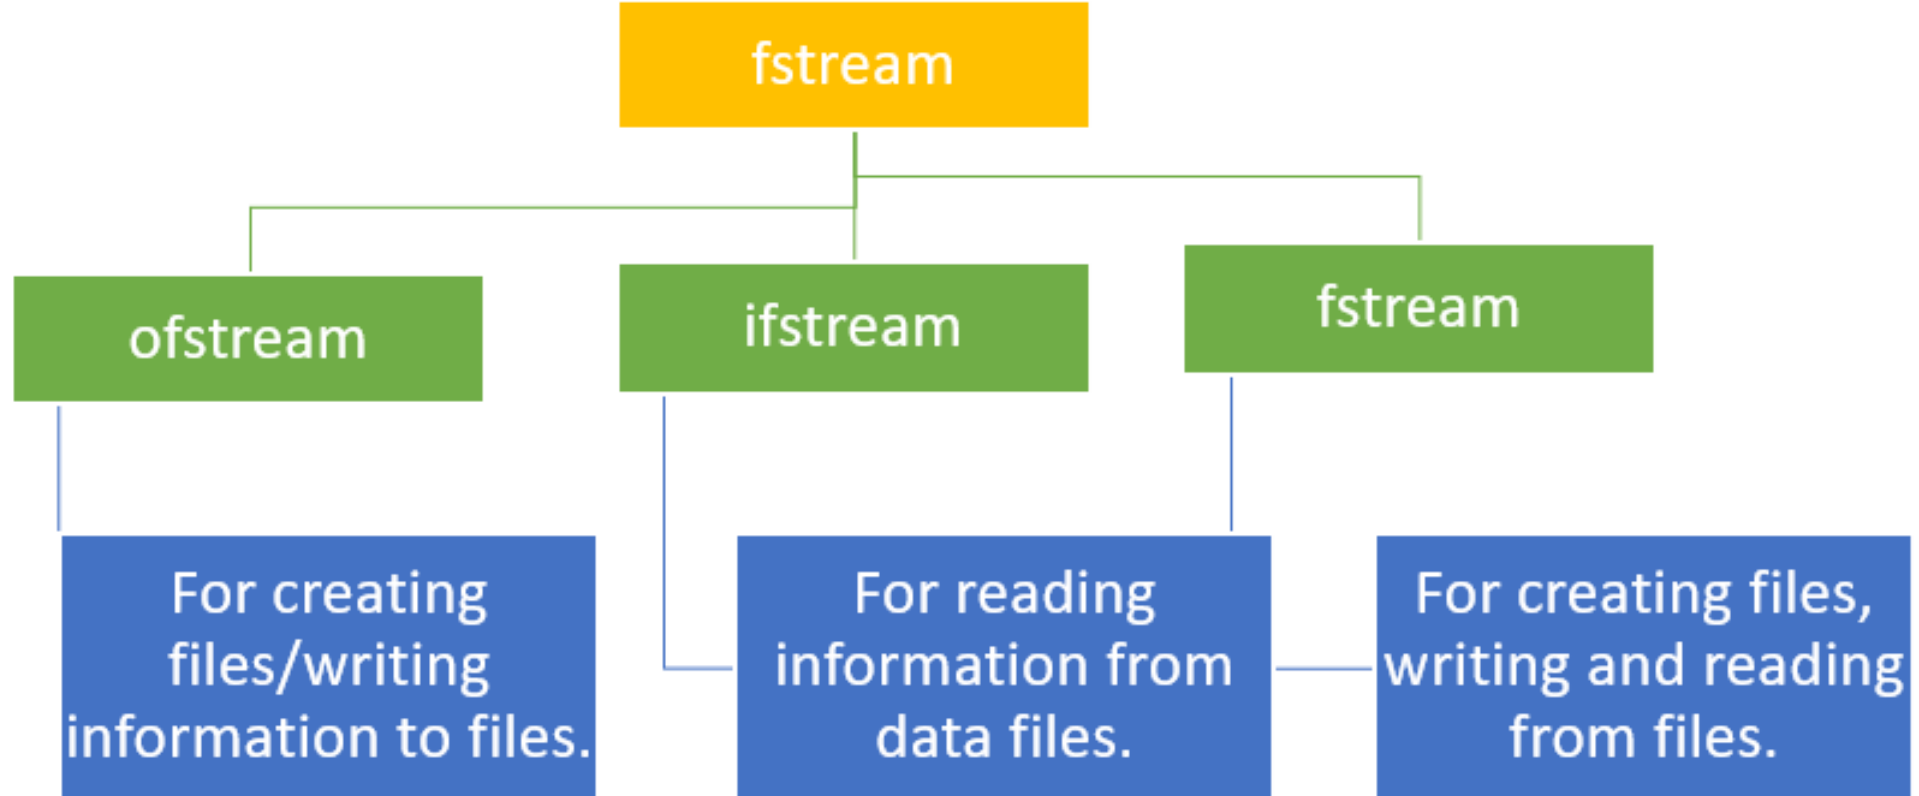 fstream
ofstream
ifstream
fstream
For creating
files/writing
information to files.
For reading
information from
data files.
For creating files,
writing and reading
from files.